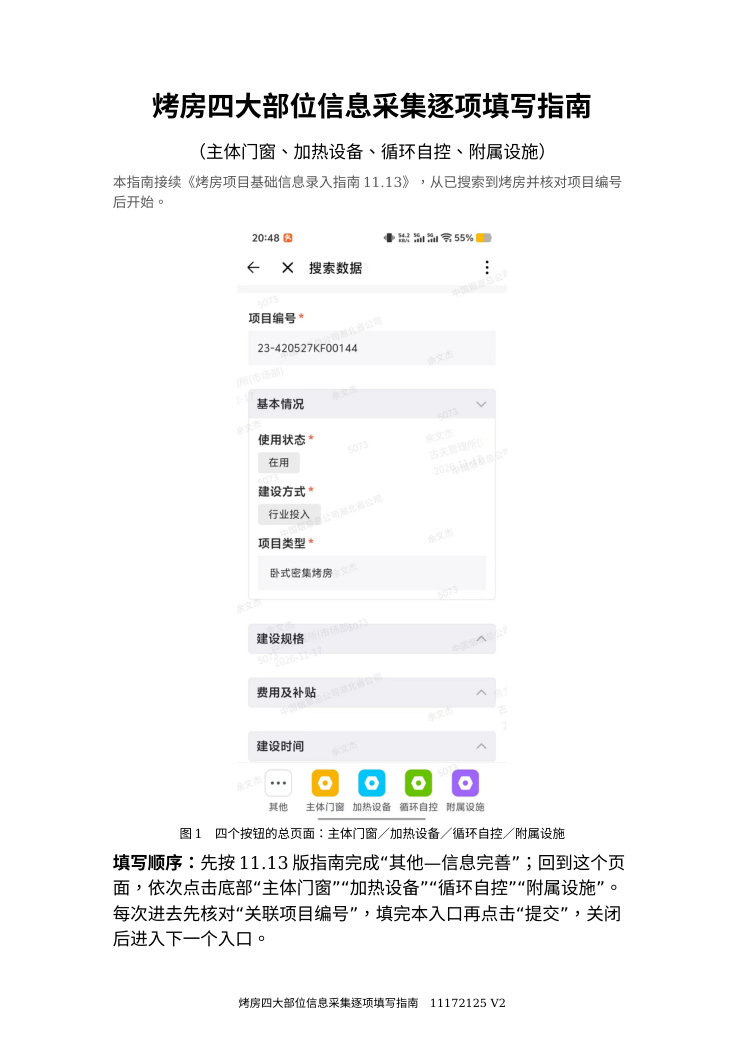 烤房四大部位信息采集逐项填写指南
（主体门窗、加热设备、循环自控、附属设施）
本指南接续《烤房项目基础信息录入指南 11.13》，从已搜索到烤房并核对项目编号
后开始。
20:48
54.2 KB/s 5G 5G 55%
搜索数据
项目编号*
23-420527KF00144
基本情况
使用状态*
在用
建设方式*
行业投入
项目类型*
卧式密集烤房
建设规格
费用及补贴
建设时间
其他 主体门窗 加热设备 循环自控 附属设施
图 1 四个按钮的总页面：主体门窗／加热设备／循环自控／附属设施
填写顺序：先按 11.13 版指南完成“其他—信息完善”；回到这个页
面，依次点击底部“主体门窗”“加热设备”“循环自控”“附属设施”。
每次进去先核对“关联项目编号”，填完本入口再点击“提交”，关闭
后进入下一个入口。
烤房四大部位信息采集逐项填写指南 11172125 V2